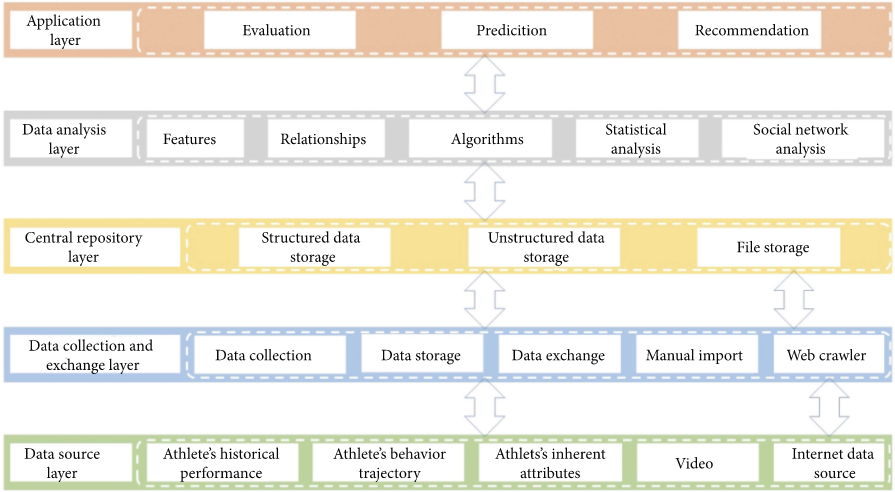 Application
layer
Evaluation
Predicition
Recommendation
Data analysis
layer
Features
Relationships
Algorithms
Statistical
analysis
Social network
analysis
Central repository
layer
Structured data
storage
Unstructured data
storage
File storage
Data collection and
exchange layer
Data collection
Data storage
Data exchange
Manual import
Web crawler
Data source
layer
Athlete's historical
performance
Athlete's behavior
trajectory
Athlets's inherent
attributes
Video
Internet data
source